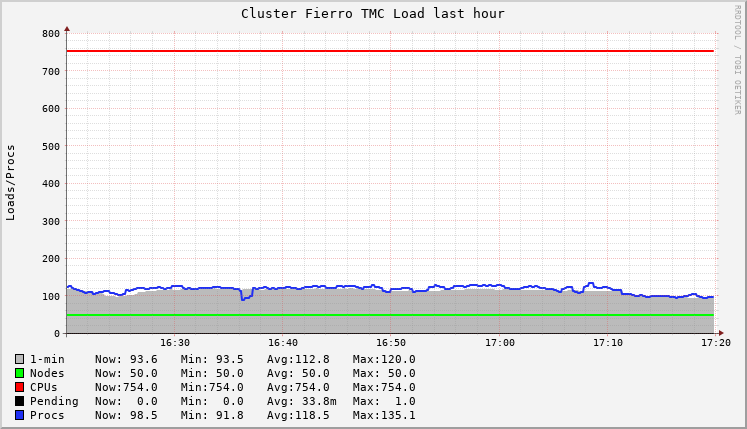 Cluster Fierro TMC Load last hour
RRDTOOL / TOBI OETIKER
Loads/Procs
800
700
600
500
400
300
200
100
0
16:30 16:40 16:50 17:00 17:10 17:20
1-min Now: 93.6 Min: 93.5 Avg:112.8 Max:120.0
Nodes Now: 50.0 Min: 50.0 Avg: 50.0 Max: 50.0
CPUs Now:754.0 Min:754.0 Avg:754.0 Max:754.0
Pending Now: 0.0 Min: 0.0 Avg: 33.8m Max: 1.0
Procs Now: 98.5 Min: 91.8 Avg:118.5 Max:135.1